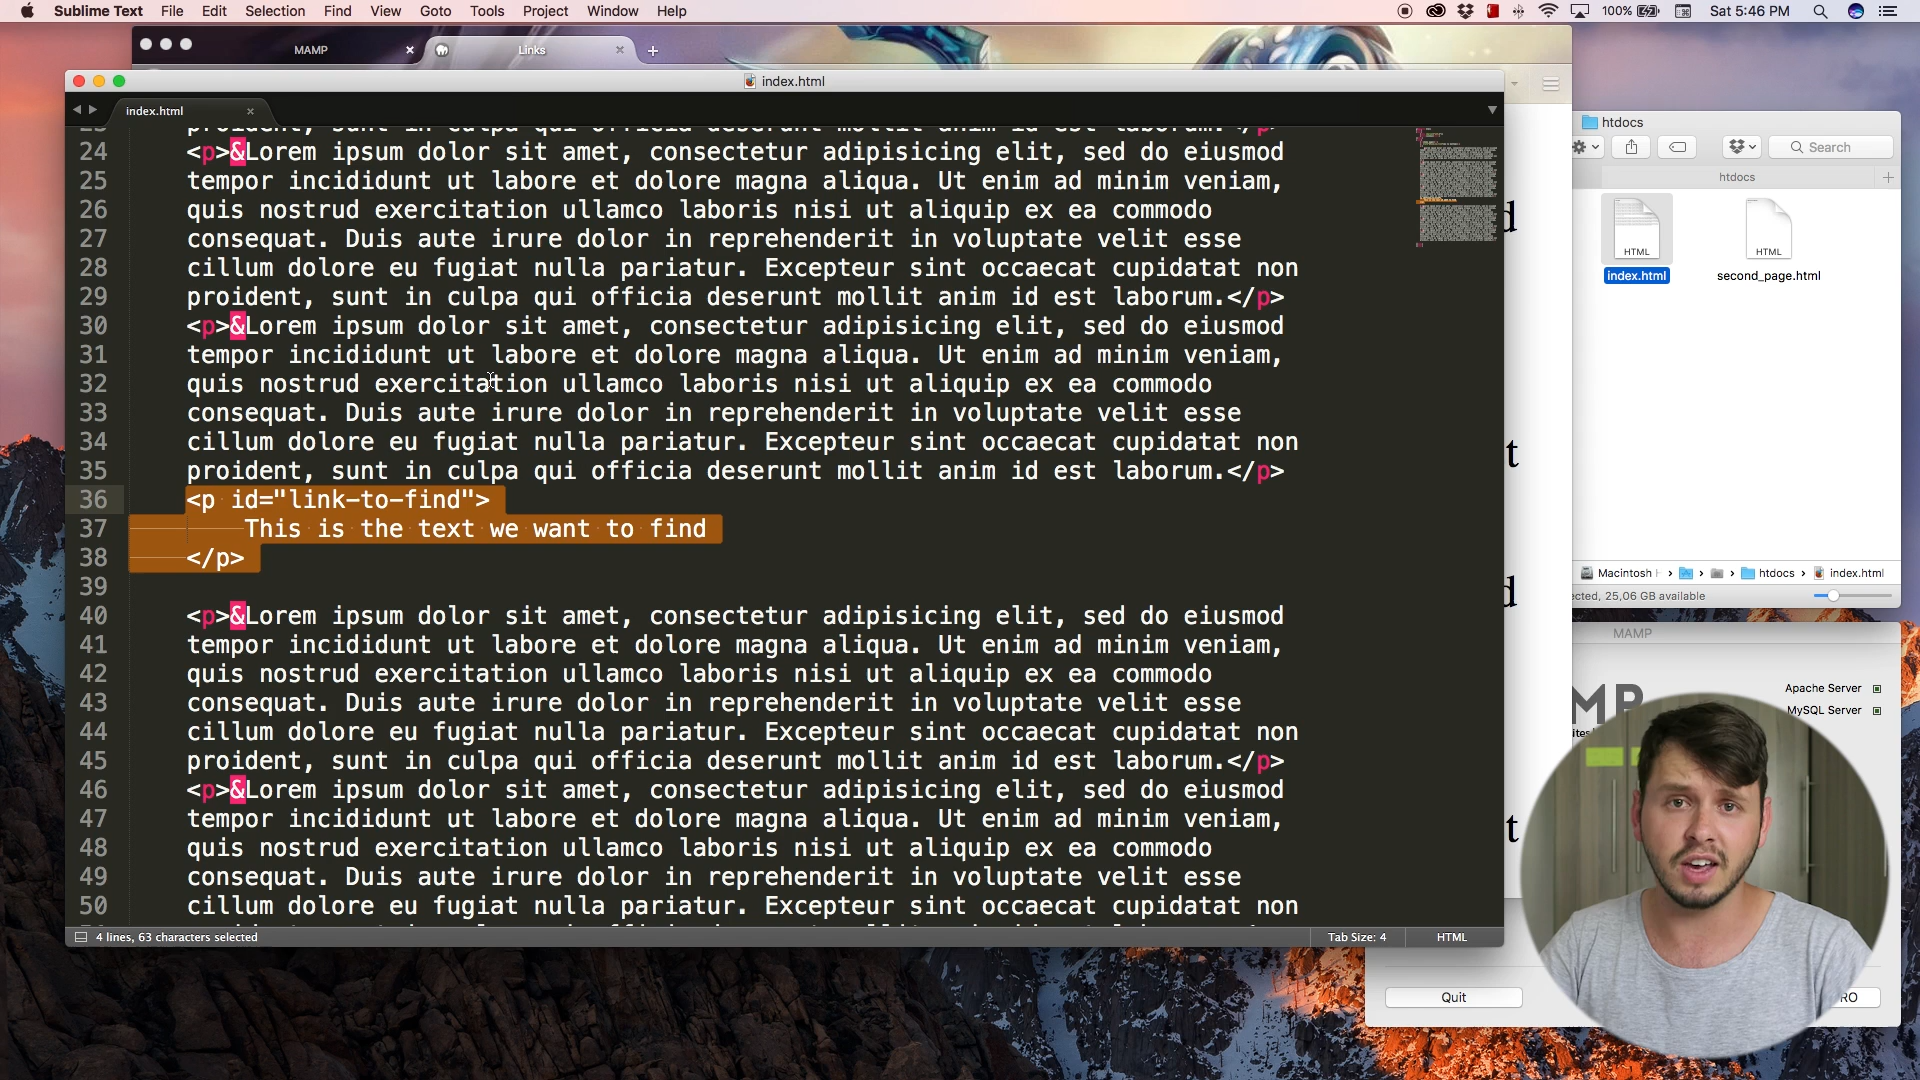 Sublime Text File Edit Selection Find View Goto Tools Project Window Help 100% Sat 5:46 PM
MAMP × Links × +
index.html
index.html ×
24 <p>&Lorem ipsum dolor sit amet, consectetur adipisicing elit, sed do eiusmod
25 tempor incididunt ut labore et dolore magna aliqua. Ut enim ad minim veniam,
26 quis nostrud exercitation ullamco laboris nisi ut aliquip ex ea commodo
27 consequat. Duis aute irure dolor in reprehenderit in voluptate velit esse
28 cillum dolore eu fugiat nulla pariatur. Excepteur sint occaecat cupidatat non
29 proident, sunt in culpa qui officia deserunt mollit anim id est laborum.</p>
30 <p>&Lorem ipsum dolor sit amet, consectetur adipisicing elit, sed do eiusmod
31 tempor incididunt ut labore et dolore magna aliqua. Ut enim ad minim veniam,
32 quis nostrud exercitation ullamco laboris nisi ut aliquip ex ea commodo
33 consequat. Duis aute irure dolor in reprehenderit in voluptate velit esse
34 cillum dolore eu fugiat nulla pariatur. Excepteur sint occaecat cupidatat non
35 proident, sunt in culpa qui officia deserunt mollit anim id est laborum.</p>
36 <p id="link-to-find">
37 This is the text we want to find
38 </p>
39
40 <p>&Lorem ipsum dolor sit amet, consectetur adipisicing elit, sed do eiusmod
41 tempor incididunt ut labore et dolore magna aliqua. Ut enim ad minim veniam,
42 quis nostrud exercitation ullamco laboris nisi ut aliquip ex ea commodo
43 consequat. Duis aute irure dolor in reprehenderit in voluptate velit esse
44 cillum dolore eu fugiat nulla pariatur. Excepteur sint occaecat cupidatat non
45 proident, sunt in culpa qui officia deserunt mollit anim id est laborum.</p>
46 <p>&Lorem ipsum dolor sit amet, consectetur adipisicing elit, sed do eiusmod
47 tempor incididunt ut labore et dolore magna aliqua. Ut enim ad minim veniam,
48 quis nostrud exercitation ullamco laboris nisi ut aliquip ex ea commodo
49 consequat. Duis aute irure dolor in reprehenderit in voluptate velit esse
50 cillum dolore eu fugiat nulla pariatur. Excepteur sint occaecat cupidatat non
4 lines, 63 characters selected Tab Size: 4 HTML
htdocs
Search
htdocs +
HTML HTML
index.html second_page.html
Macintosh › › › htdocs › index.html
25,06 GB available
MAMP
Apache Server
MySQL Server
Quit